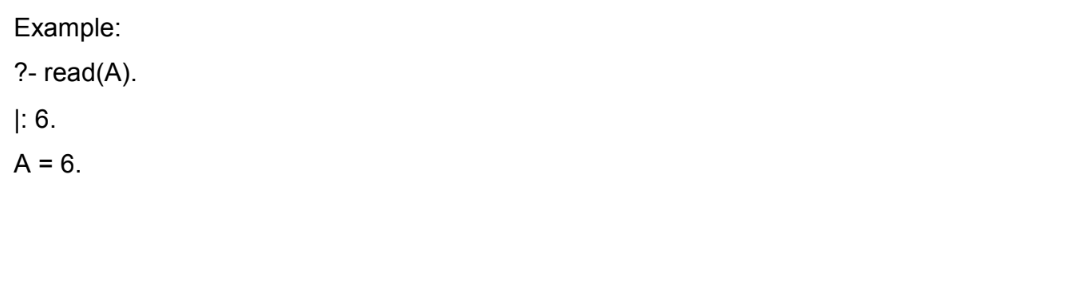 Example:
?- read(A).
|: 6.
A = 6.